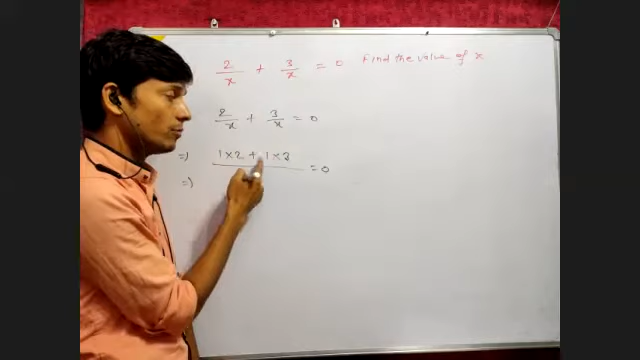 2/x + 3/x = 0 Find the value of x
2/x + 3/x = 0
=> 1×2 + 1×3 / = 0
=>